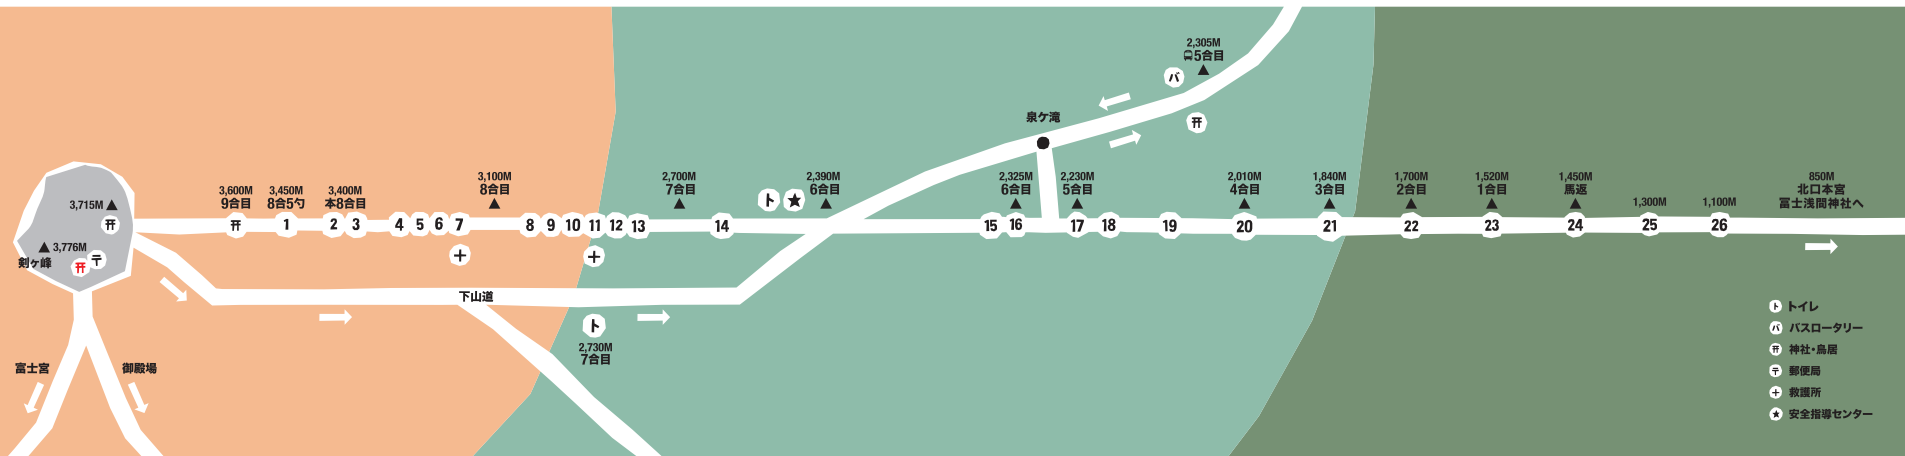 2,305M
5合目
バ
泉ケ滝
3,715M
3,776M
剣ヶ峰
〒
3,600M
9合目
3,450M
8合5勺
3,400M
本8合目
3,100M
8合目
2,700M
7合目
ト
2,390M
6合目
2,325M
6合目
2,230M
5合目
2,010M
4合目
1,840M
3合目
1,700M
2合目
1,520M
1合目
1,450M
馬返
1,300M
1,100M
850M
北口本宮
冨士浅間神社へ
1 2 3 4 5 6 7 8 9 10 11 12 13 14 15 16 17 18 19 20 21 22 23 24 25 26
下山道
ト
2,730M
7合目
富士宮
御殿場
ト トイレ
バ バスロータリー
神社・鳥居
〒 郵便局
救護所
安全指導センター